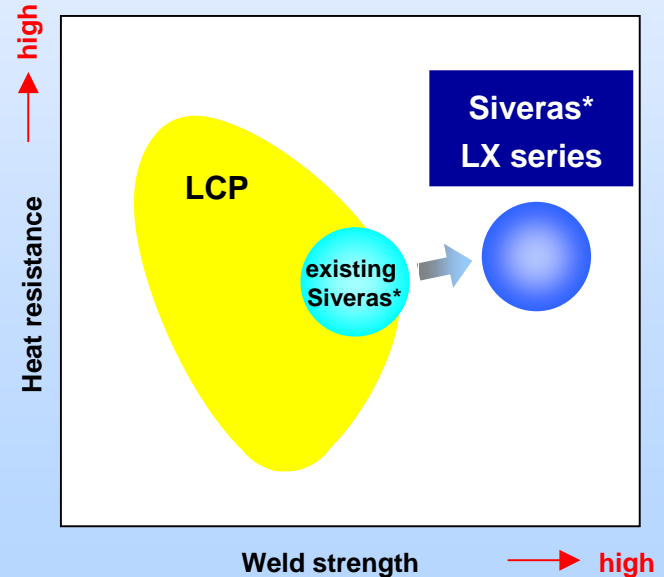 high
Heat resistance
Siveras*
LX series
LCP
existing
Siveras*
Weld strength
high